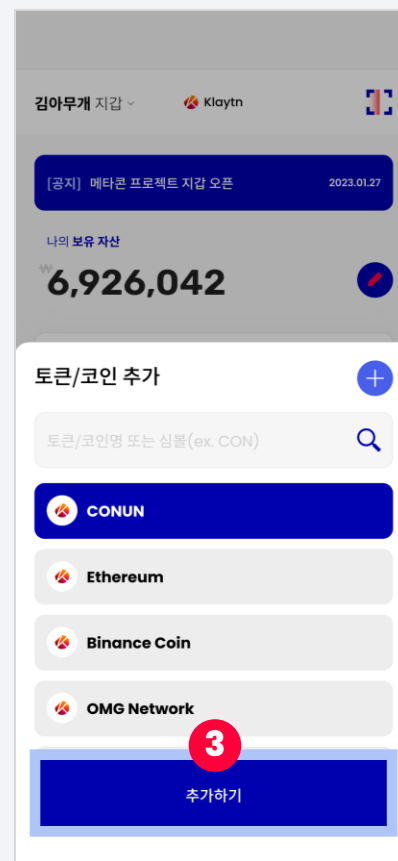 김아무개 지갑 Klaytn
[공지] 메타콘 프로젝트 지갑 오픈 2023.01.27
나의 보유 자산
₩6,926,042
토큰/코인 추가
토큰/코인명 또는 심볼(ex. CON)
CONUN
Ethereum
Binance Coin
OMG Network
3
추가하기